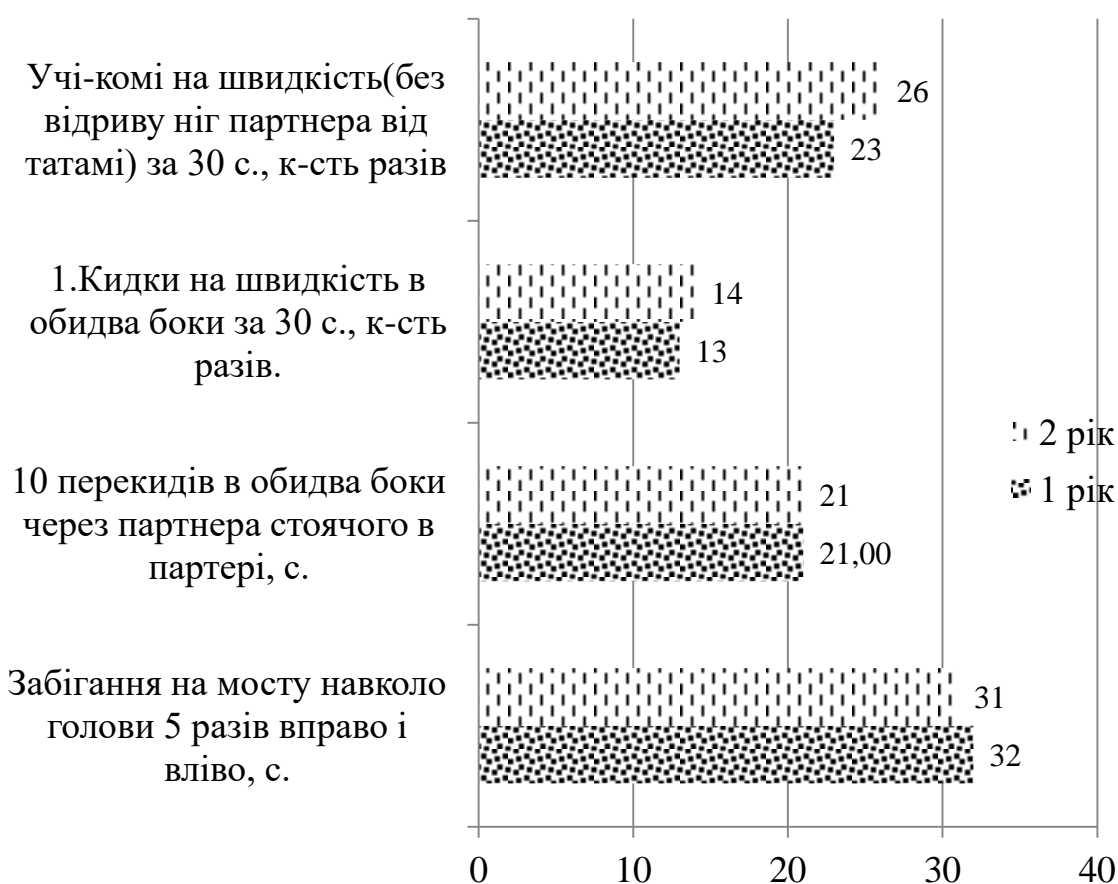 Учі-комі на швидкість(без
відриву ніг партнера від
татамі) за 30 с., к-сть разів
26
23
1.Кидки на швидкість в
обидва боки за 30 с., к-сть
разів.
14
13
2 рік
1 рік
10 перекидів в обидва боки
через партнера стоячого в
партері, с.
21
21,00
Забігання на мосту навколо
голови 5 разів вправо і
вліво, с.
31
32
0 10 20 30 40